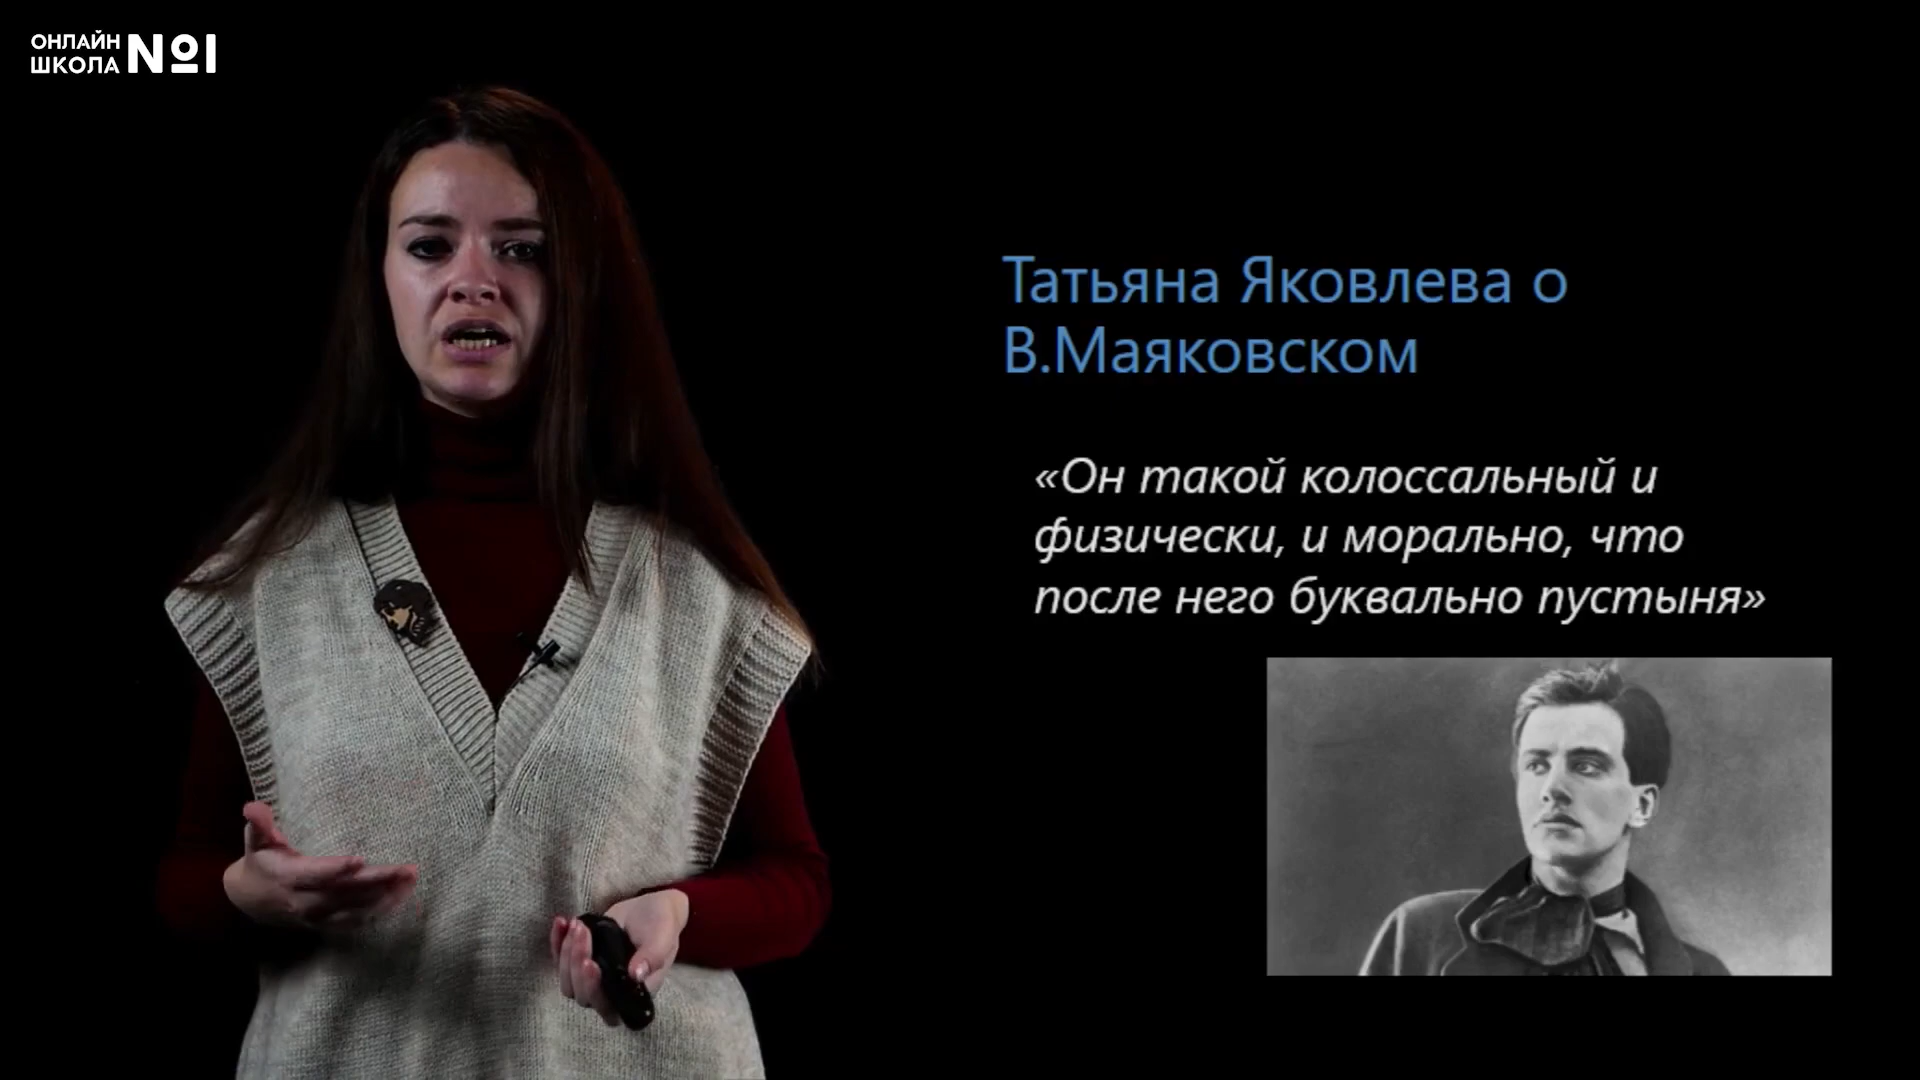 ОНЛАЙН
ШКОЛА №1
Татьяна Яковлева о
В.Маяковском
«Он такой колоссальный и
физически, и морально, что
после него буквально пустыня»